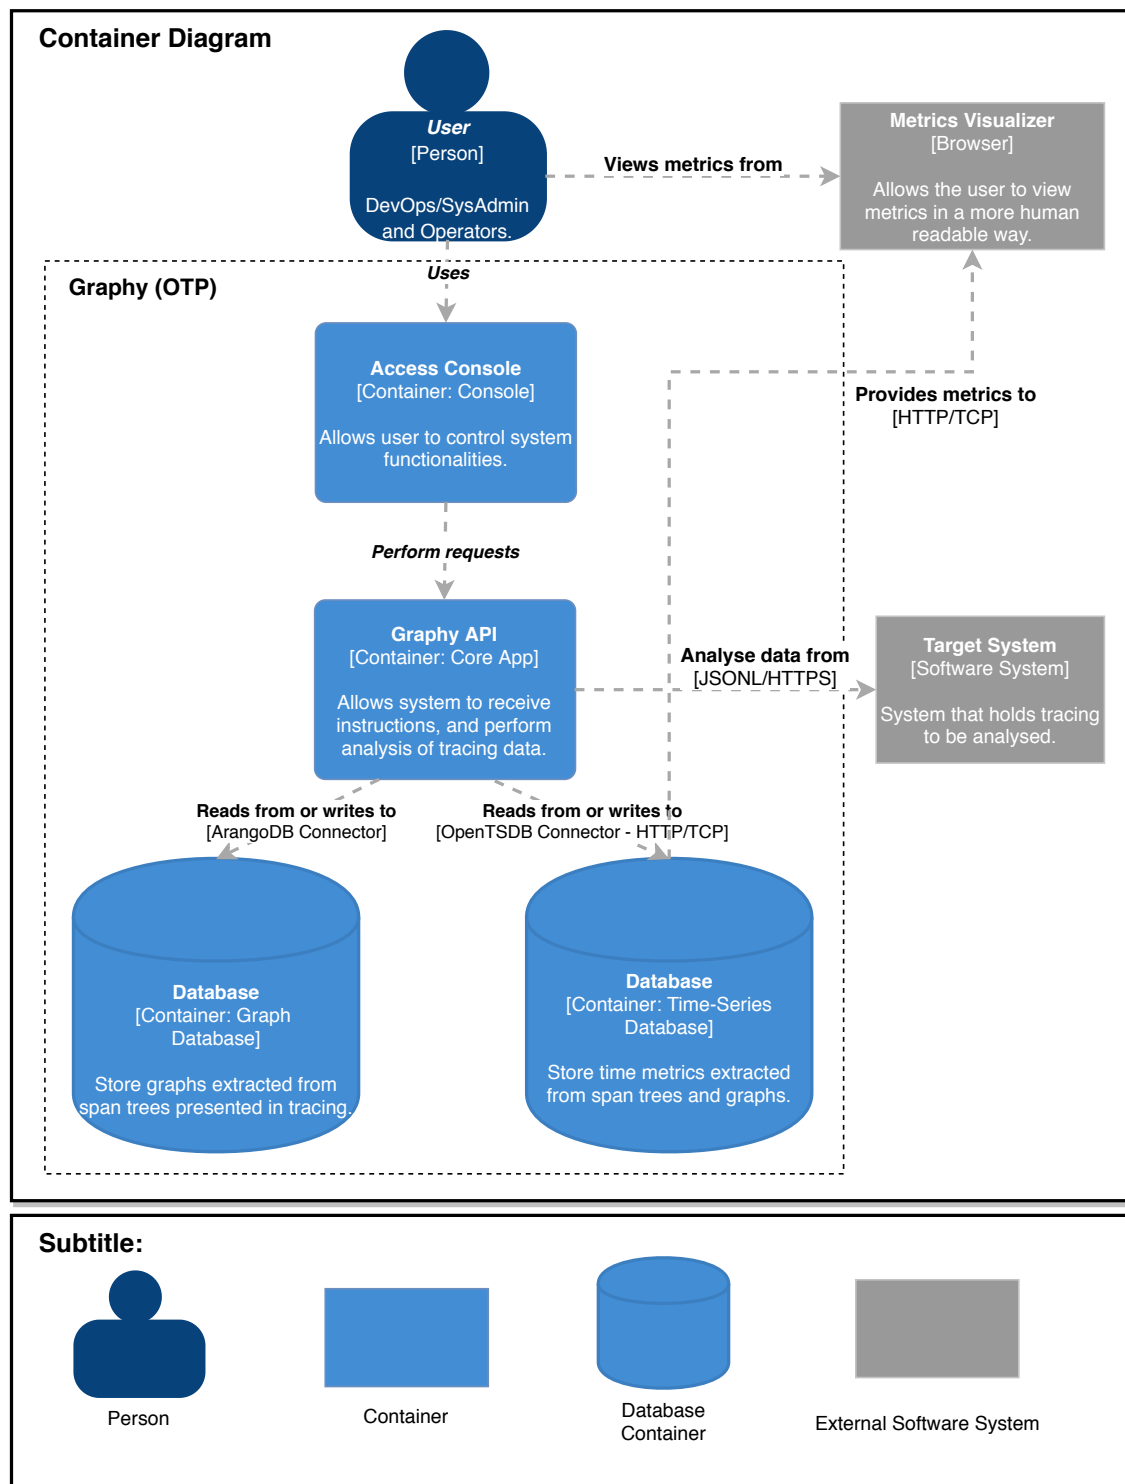 Container Diagram
User
[Person]
DevOps/SysAdmin
and Operators.
Views metrics from
Metrics Visualizer
[Browser]
Allows the user to view
metrics in a more human
readable way.
Uses
Graphy (OTP)
Access Console
[Container: Console]
Allows user to control system
functionalities.
Provides metrics to
[HTTP/TCP]
Perform requests
Graphy API
[Container: Core App]
Allows system to receive
instructions, and perform
analysis of tracing data.
Analyse data from
[JSONL/HTTPS]
Target System
[Software System]
System that holds tracing
to be analysed.
Reads from or writes to
[ArangoDB Connector]
Reads from or writes to
[OpenTSDB Connector - HTTP/TCP]
Database
[Container: Graph
Database]
Store graphs extracted from
span trees presented in tracing.
Database
[Container: Time-Series
Database]
Store time metrics extracted
from span trees and graphs.
Subtitle:
Person
Container
Database
Container
External Software System